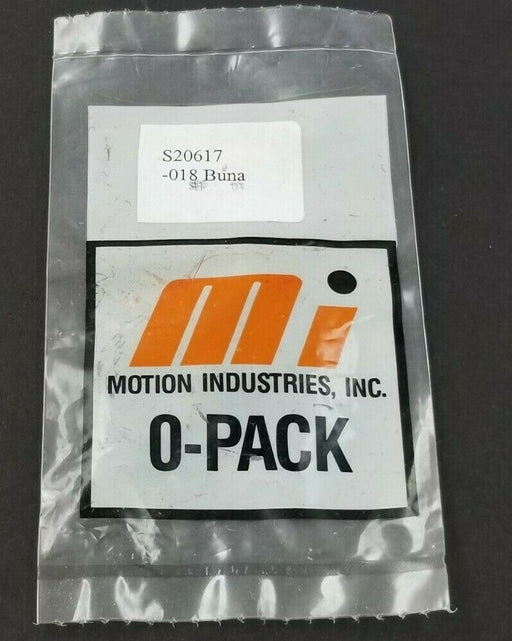 S20617
-018 Buna
mi
MOTION INDUSTRIES, INC.
O-PACK